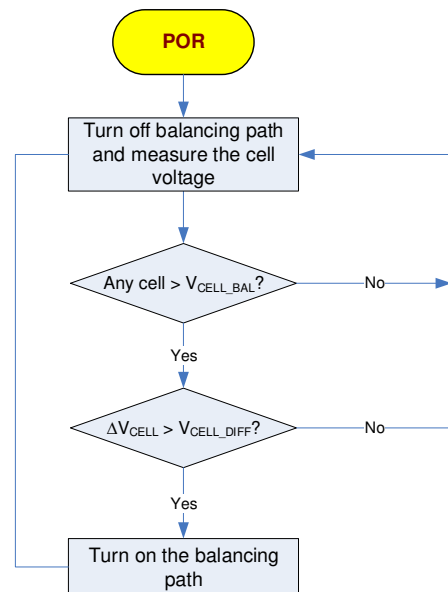 POR
Turn off balancing path
and measure the cell
voltage
Any cell > VCELL_BAL?
No
Yes
ΔVCELL > VCELL_DIFF?
No
Yes
Turn on the balancing
path